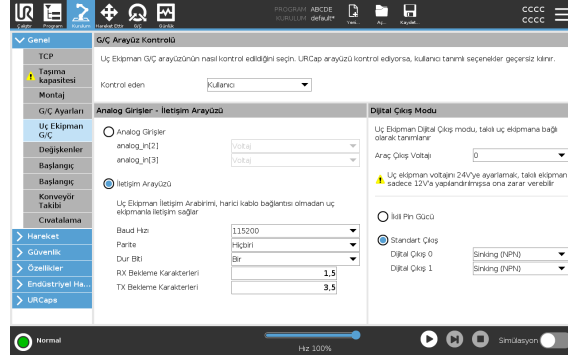 PROGRAM ABCDE
KURULUM default*
cccc
cccc
Çalıştır Program Kurulum Hareket Ettir G/Ç Günlük Yeni... Aç... Kaydet...
Genel
TCP
Taşıma kapasitesi
Montaj
G/Ç Ayarları
Uç Ekipman G/Ç
Değişkenler
Başlangıç
Başlangıç
Konveyör Takibi
Cıvatalama
Hareket
Güvenlik
Özellikler
Endüstriyel Ha...
URCaps
G/Ç Arayüz Kontrolü
Uç Ekipman G/Ç arayüzünün nasıl kontrol edildiğini seçin. URCap arayüzü kontrol ediyorsa, kullanıcı tanımlı seçenekler geçersiz kılınır.
Kontrol eden Kullanıcı
Analog Girişler - İletişim Arayüzü
Analog Girişler
analog_in[2] Voltaj
analog_in[3] Voltaj
İletişim Arayüzü
Uç Ekipman İletişim Arabirimi, harici kablo bağlantısı olmadan uç
ekipmanla iletişim sağlar
Baud Hızı 115200
Parite Hiçbiri
Dur Biti Bir
RX Bekleme Karakterleri 1,5
TX Bekleme Karakterleri 3,5
Dijital Çıkış Modu
Uç Ekipman Dijital Çıkış modu, takılı uç ekipmana bağlı
olarak tanımlanır
Araç Çıkış Voltajı 0
Uç ekipman voltajını 24V'ye ayarlamak, takılı ekipman
sadece 12V'a yapılandırılmışsa ona zarar verebilir
İkili Pin Gücü
Standart Çıkış
Dijital Çıkış 0 Sinking (NPN)
Dijital Çıkış 1 Sinking (NPN)
Normal
Hız 100%
Simülasyon